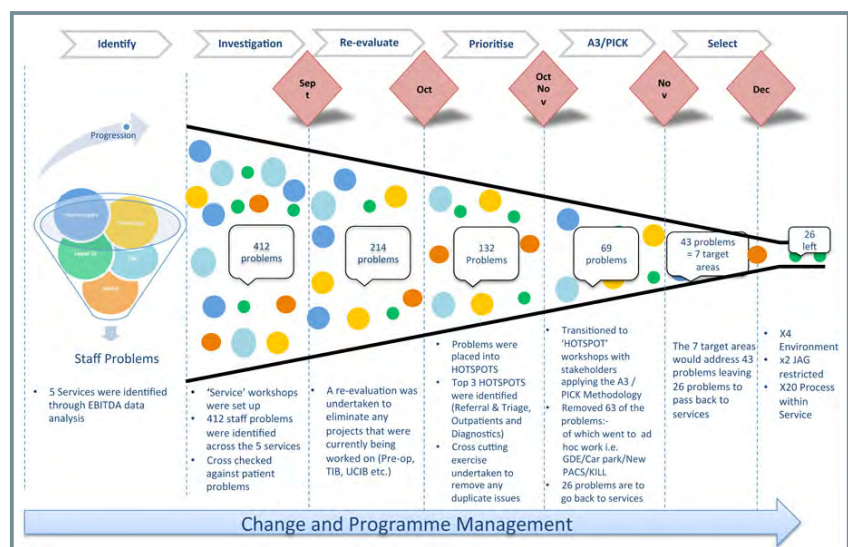 Identify
Investigation
Re-evaluate
Prioritise
A3/PICK
Select
Sep
t
Oct
Oct
No
v
No
v
Dec
Progression
412
problems
214
problems
132
Problems
69
problems
43 problems
= 7 target
areas
26
left
Staff Problems
• 5 Services were identified
through EBITDA data
analysis
• ‘Service’ workshops
were set up
• 412 staff problems
were identified
across the 5 services
• Cross checked
against patient
problems
A re-evaluation was
undertaken to
eliminate any
projects that were
currently being
worked on (Pre-op,
TIB, UCIB etc.)
• Problems were
placed into
HOTSPOTS
• Top 3 HOTSPOTS
were identified
(Referral & Triage,
Outpatients and
Diagnostics)
• Cross cutting
exercise
undertaken to
remove any
duplicate issues
• Transitioned to
‘HOTSPOT’
workshops with
stakeholders
applying the A3 /
PICK Methodology
• Removed 63 of the
problems:-
of which went to ad
hoc work i.e.
GDE/Car park/New
PACS/KILL
• 26 problems are to
go back to services
The 7 target areas
would address 43
problems leaving
26 problems to
pass back to
services
• X4
Environment
• x2 JAG
restricted
• X20 Process
within
Service
Change and Programme Management